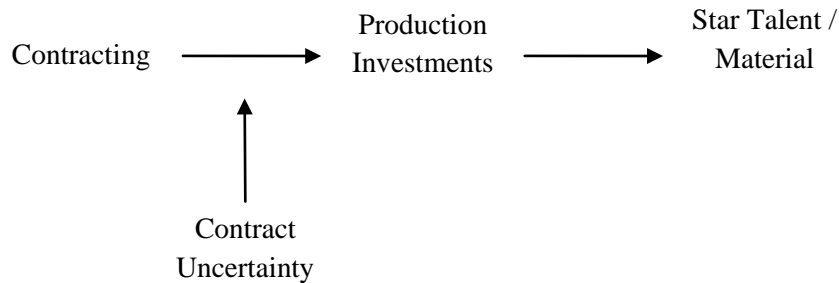 Contracting
Production
Investments
Star Talent /
Material
Contract
Uncertainty